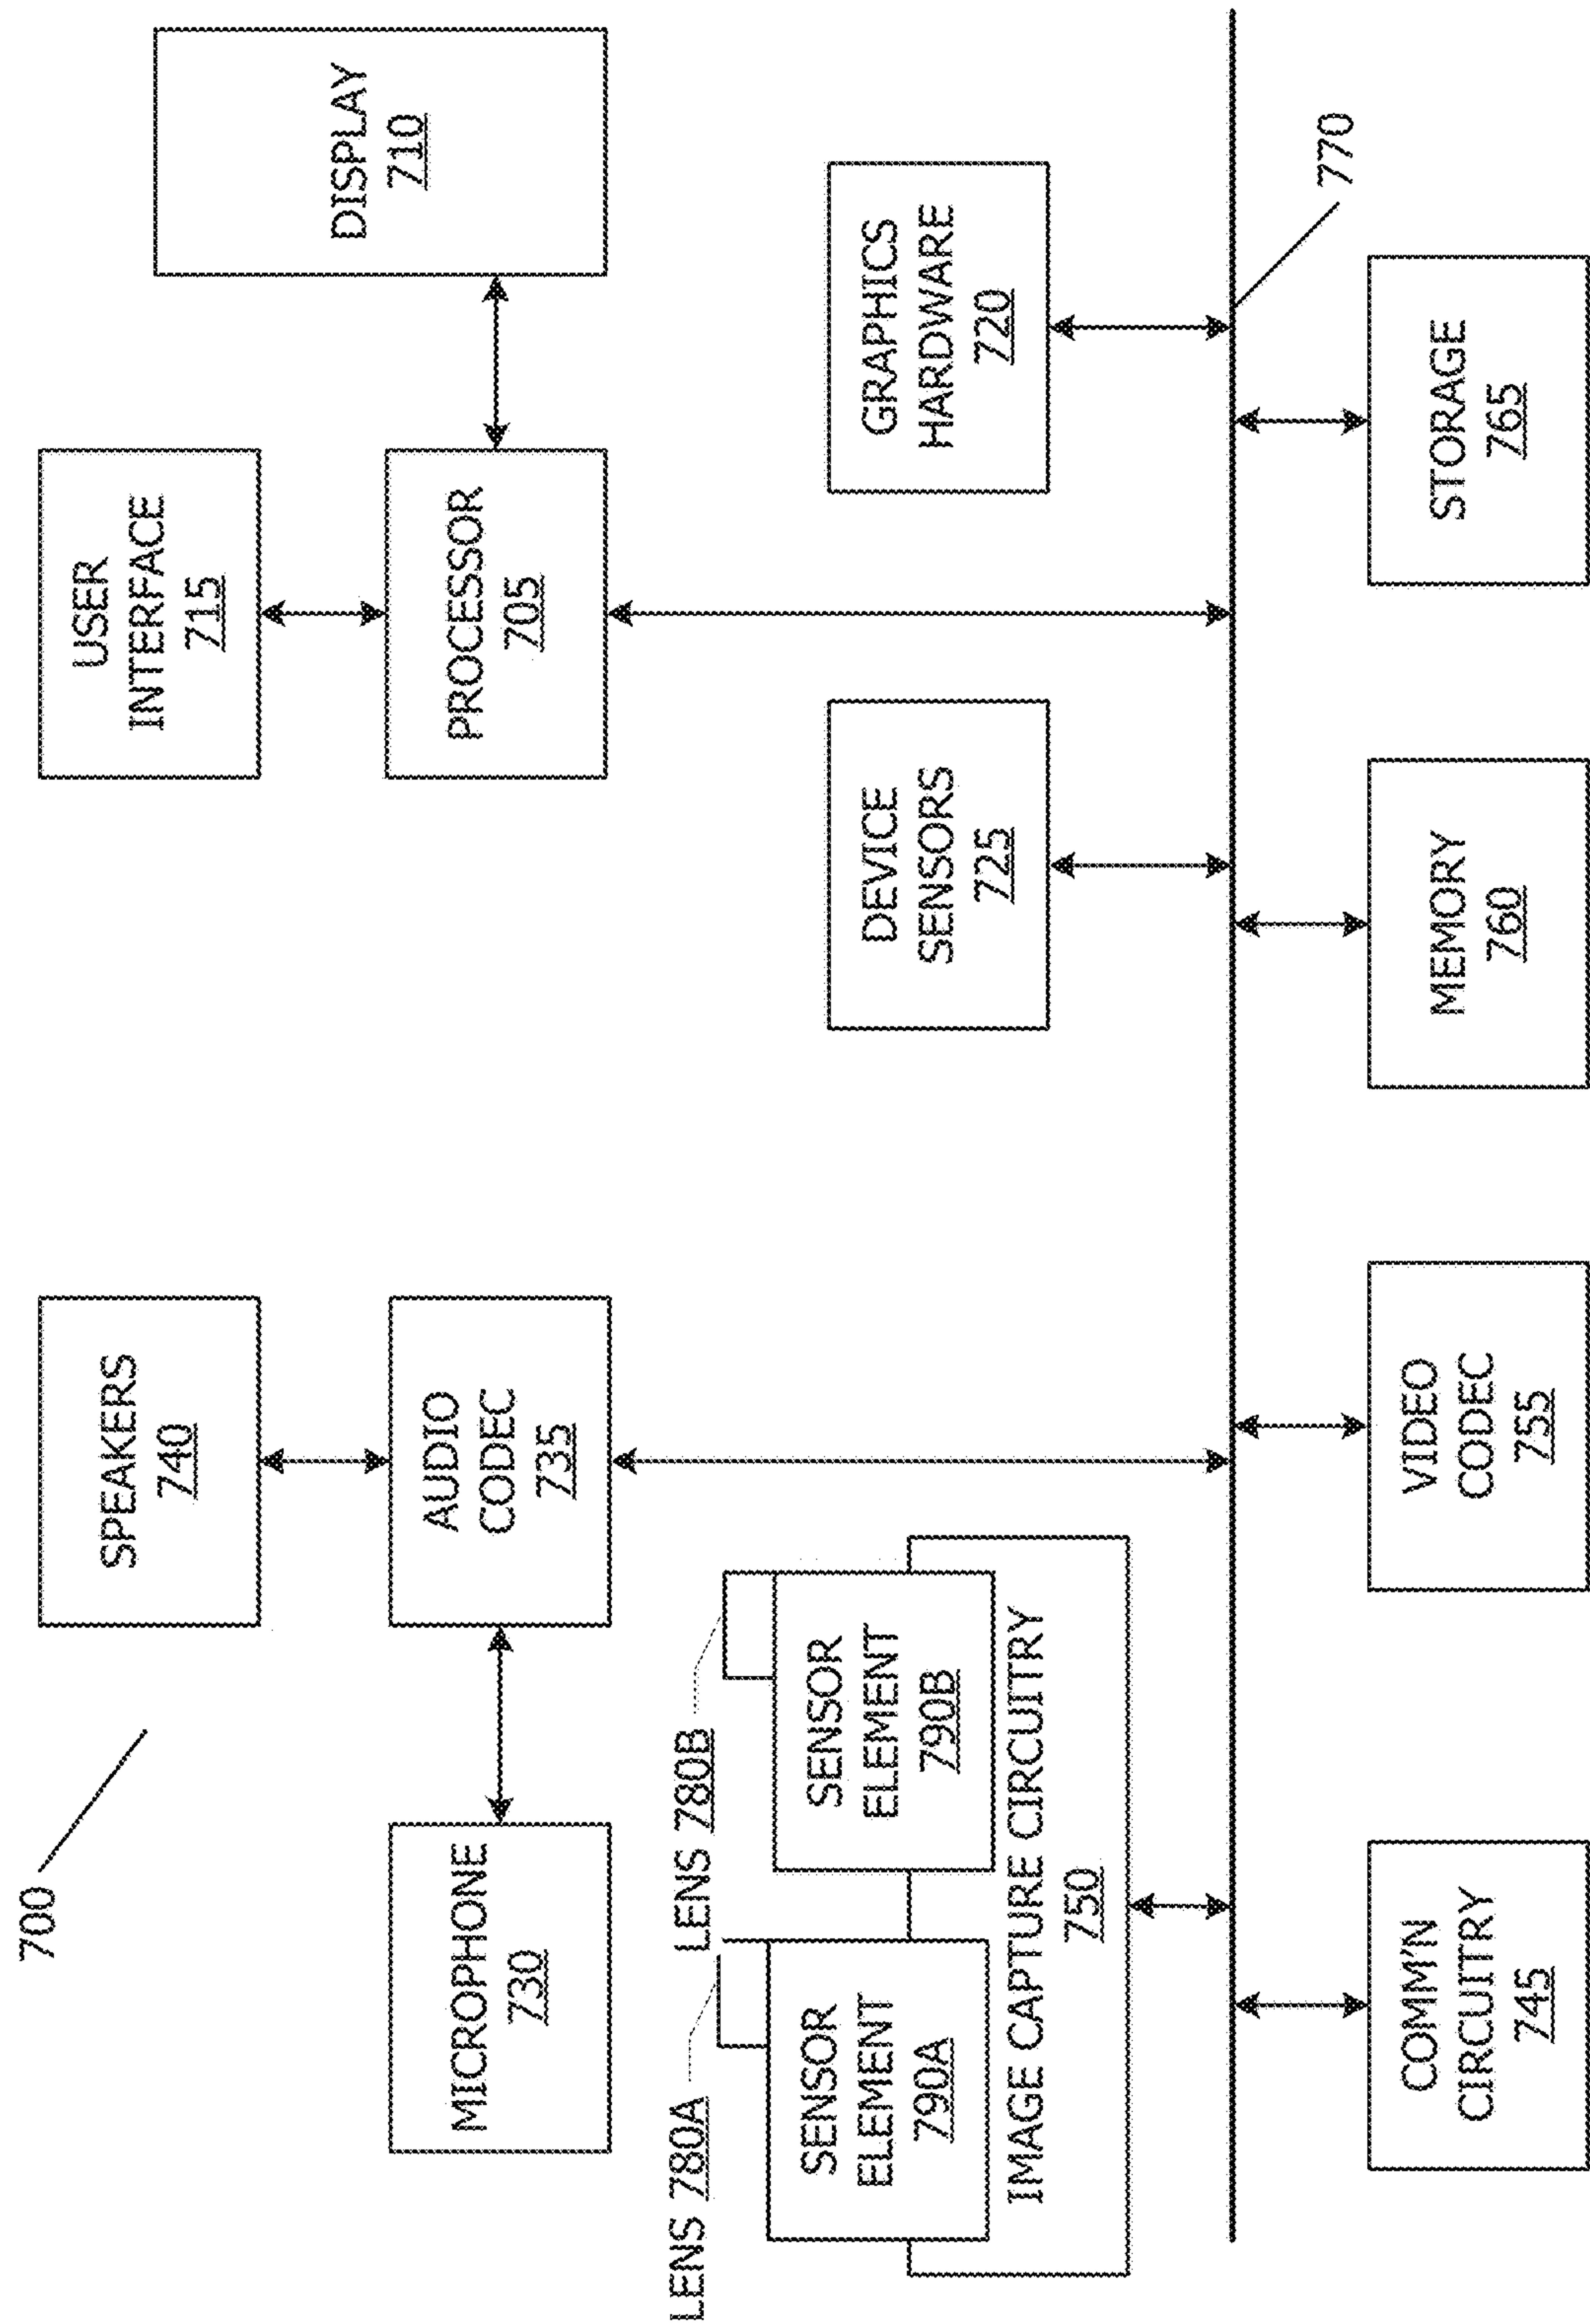 700
SPEAKERS
740
USER
INTERFACE
715
MICROPHONE
730
AUDIO
CODEC
735
PROCESSOR
705
DISPLAY
710
LENS 780A
LENS 780B
SENSOR
ELEMENT
790A
SENSOR
ELEMENT
790B
IMAGE CAPTURE CIRCUITRY
750
DEVICE
SENSORS
725
GRAPHICS
HARDWARE
720
770
COMM'N
CIRCUITRY
745
VIDEO
CODEC
755
MEMORY
760
STORAGE
765